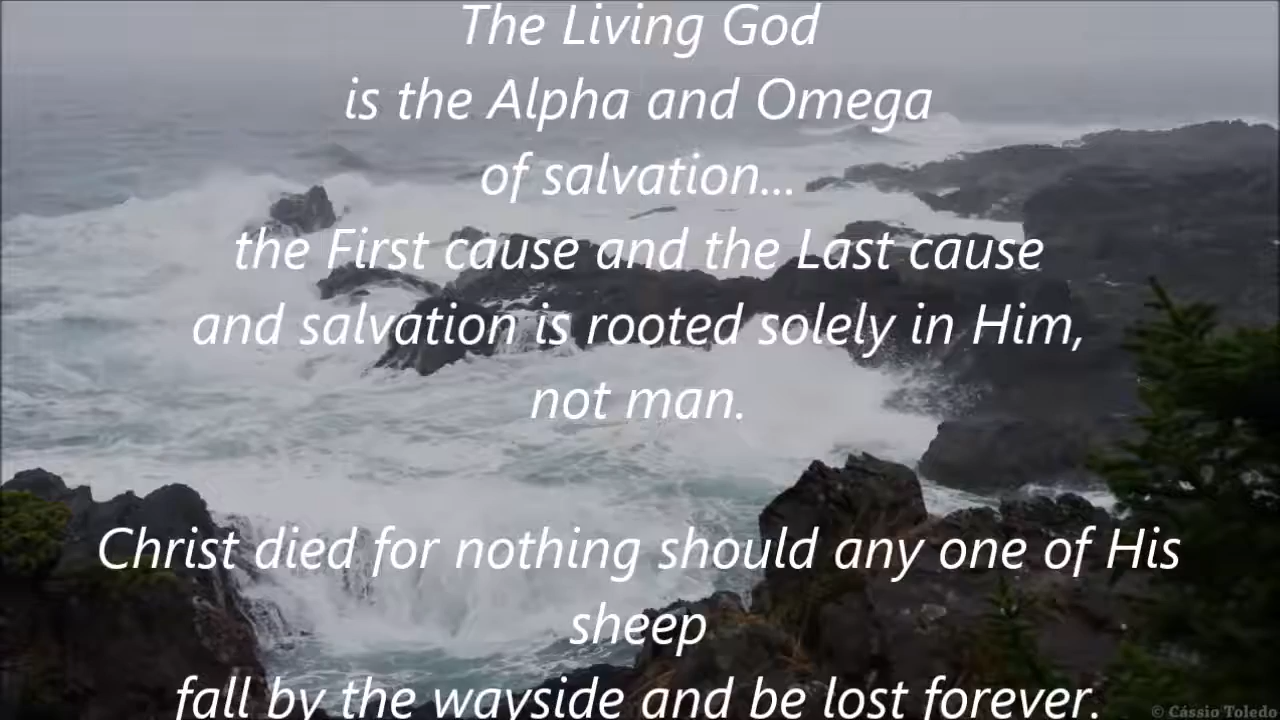 The Living God
is the Alpha and Omega
of salvation...
the First cause and the Last cause
and salvation is rooted solely in Him,
not man.
Christ died for nothing should any one of His
sheep
fall by the wayside and be lost forever.
© Cássio Toledo